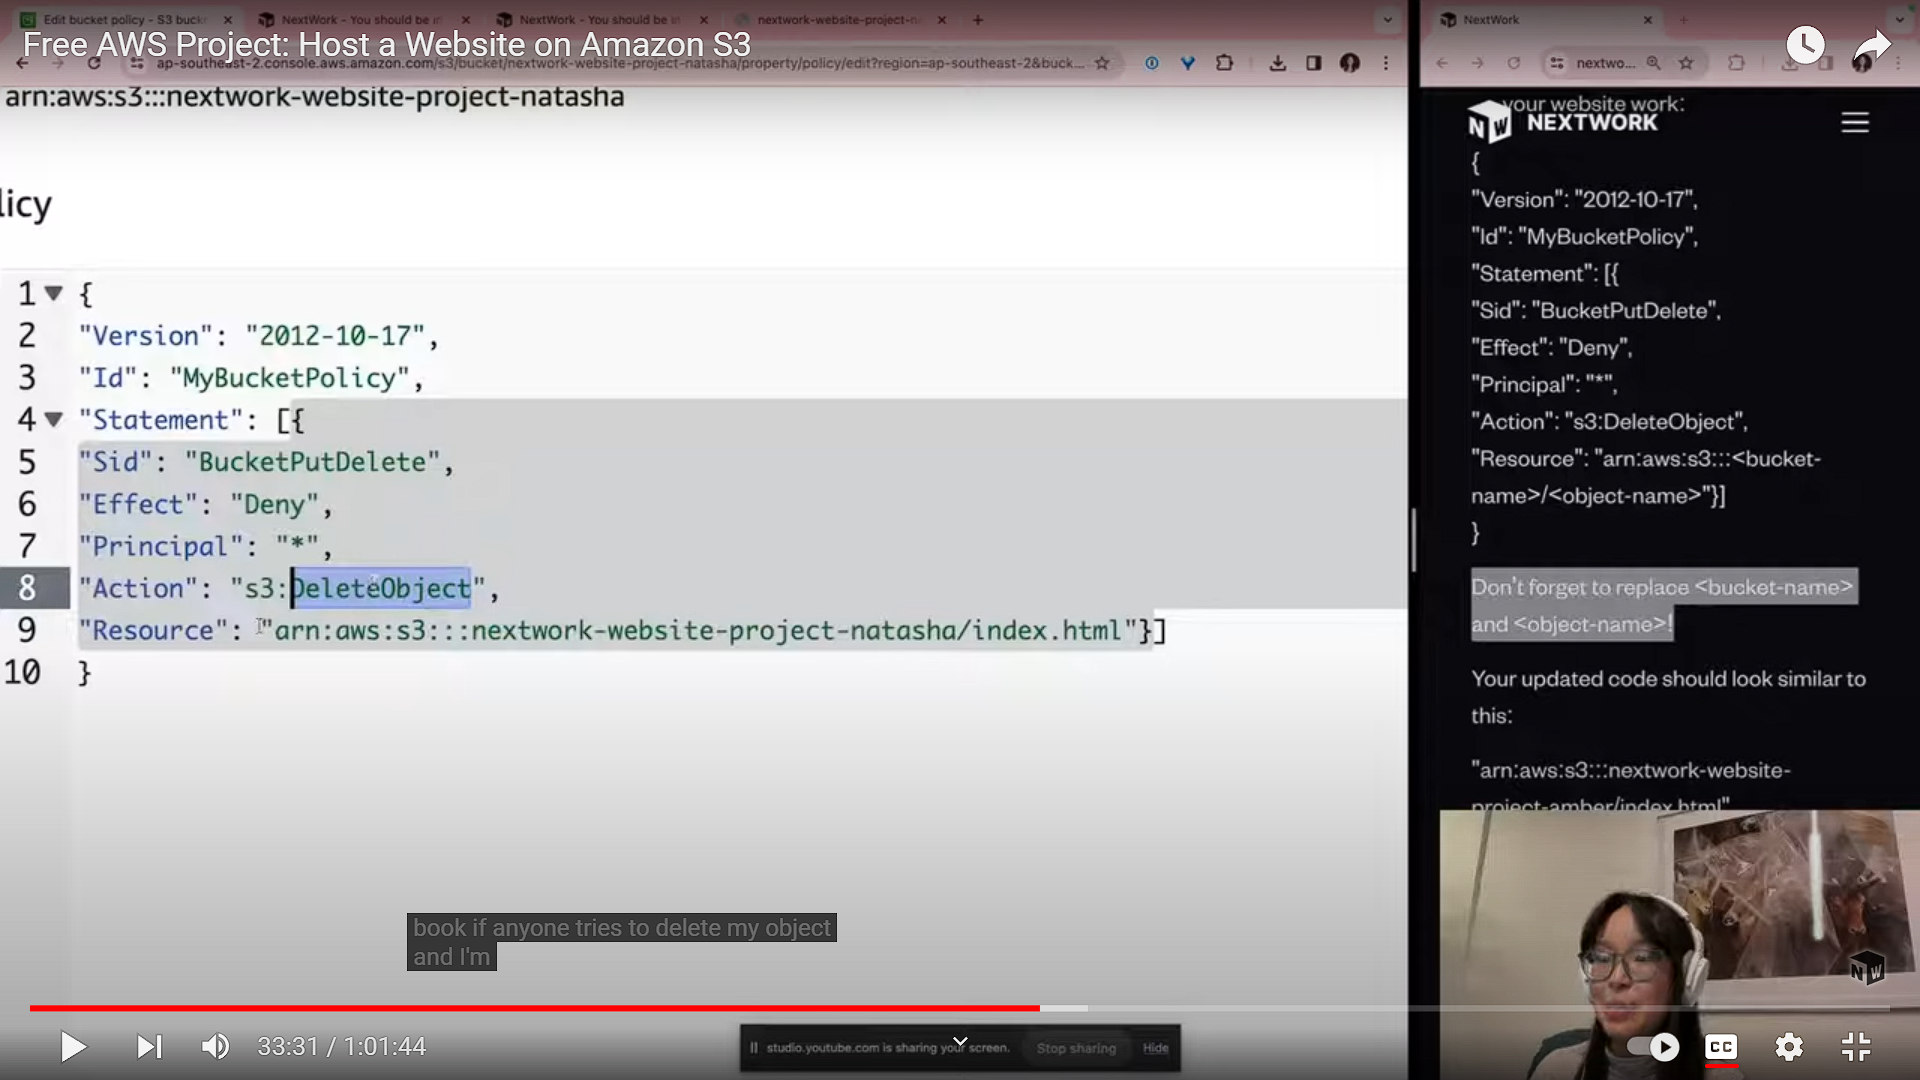 Edit bucket policy - S3 buck
NextWork - You should be in
NextWork - You should be in
nextwork-website-project-n
NextWork
Free AWS Project: Host a Website on Amazon S3
ap-southeast-2.console.aws.amazon.com/s3/bucket/nextwork-website-project-natasha/property/policy/edit?region=ap-southeast-2&buck...
nextwo...
arn:aws:s3:::nextwork-website-project-natasha
licy
1 {
2 "Version": "2012-10-17",
3 "Id": "MyBucketPolicy",
4 "Statement": [{
5 "Sid": "BucketPutDelete",
6 "Effect": "Deny",
7 "Principal": "*",
8 "Action": "s3:DeleteObject",
9 "Resource": "arn:aws:s3:::nextwork-website-project-natasha/index.html"}]
10 }
your website work:
NW NEXTWORK
{
"Version": "2012-10-17",
"Id": "MyBucketPolicy",
"Statement": [{
"Sid": "BucketPutDelete",
"Effect": "Deny",
"Principal": "*",
"Action": "s3:DeleteObject",
"Resource": "arn:aws:s3:::<bucket-
name>/<object-name>"}]
}
Don't forget to replace <bucket-name>
and <object-name>!
Your updated code should look similar to
this:
"arn:aws:s3:::nextwork-website-
project-amber/index.html"
book if anyone tries to delete my object
and I'm
NW
33:31 / 1:01:44
studio.youtube.com is sharing your screen.
Stop sharing
Hide
CC